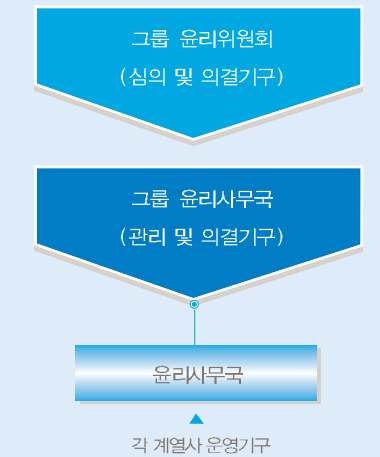 그룹 윤리위원회
(심의 및 의결기구)
그룹 윤리사무국
(관리 및 의결기구)
윤리사무국
각 계열사 운영기구